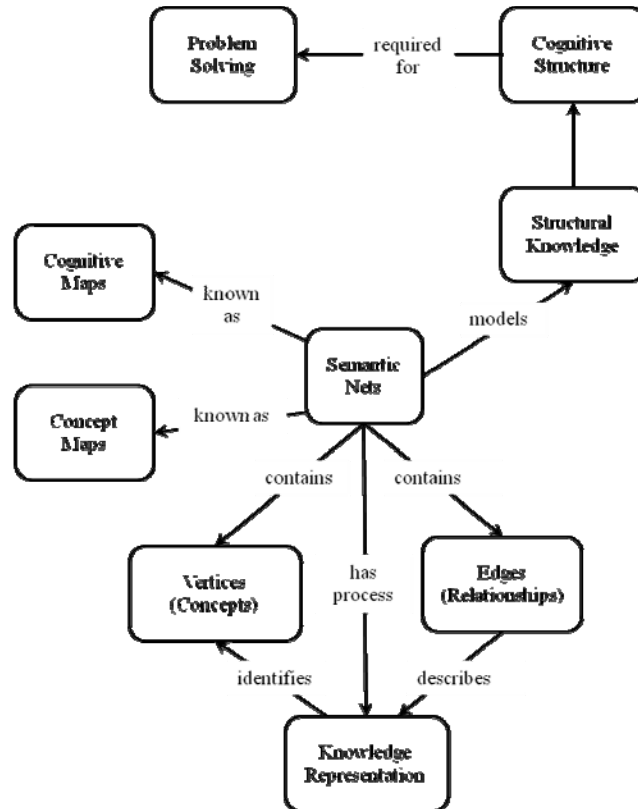 Problem
Solving
required
for
Cognitive
Structure
Structural
Knowledge
Cognitive
Maps
known
as
models
Semantic
Nets
Concept
Maps
known as
contains
contains
Vertices
(Concepts)
has
process
Edges
(Relationships)
identifies
describes
Knowledge
Representation